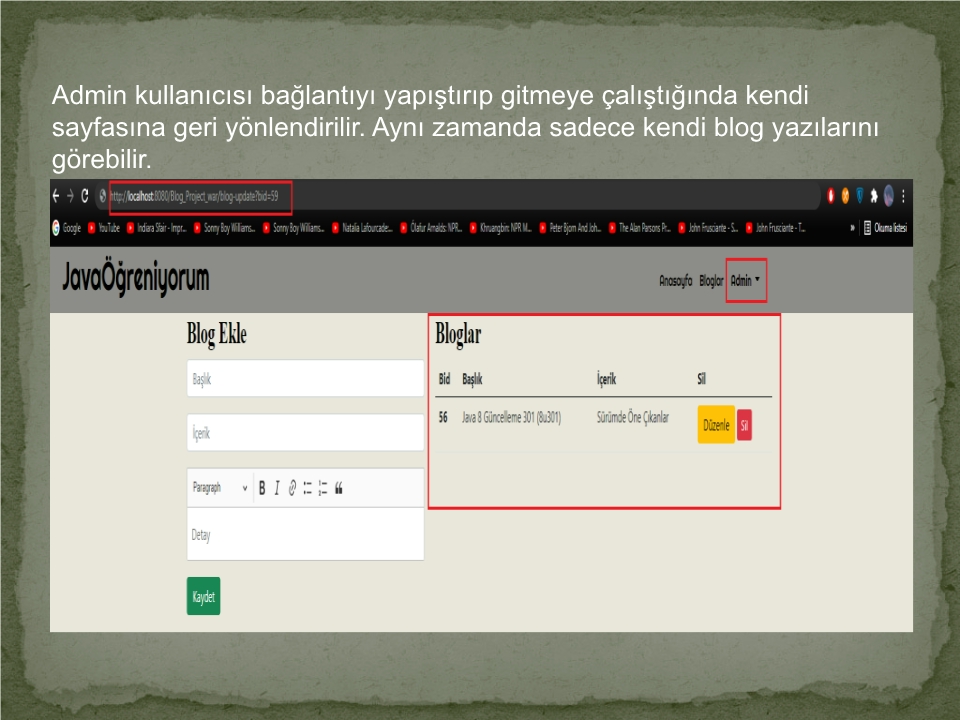 Admin kullanıcısı bağlantıyı yapıştırıp gitmeye çalıştığında kendi
sayfasına geri yönlendirilir. Aynı zamanda sadece kendi blog yazılarını
görebilir.
http://localhost:8080/Blog_Project_war/blog-update?bid=59
Google YouTube Indiara Sfair - Impr... Sonny Boy Williams... Sonny Boy Williams... Natalia Lafourcade:... Ólafur Arnalds: NPR... Khruangbin: NPR M... Peter Bjorn And Joh... The Alan Parsons Pr... John Frusciante - S... John Frusciante - T... » Okuma listesi
JavaÖğreniyorum Anasayfa Bloglar Admin
Blog Ekle Bloglar
Başlık
Bid Başlık İçerik Sil
56 Java 8 Güncelleme 301 (8u301) Sürümde Öne Çıkanlar Düzenle Sil
İçerik
Paragraph B I
Detay
Kaydet